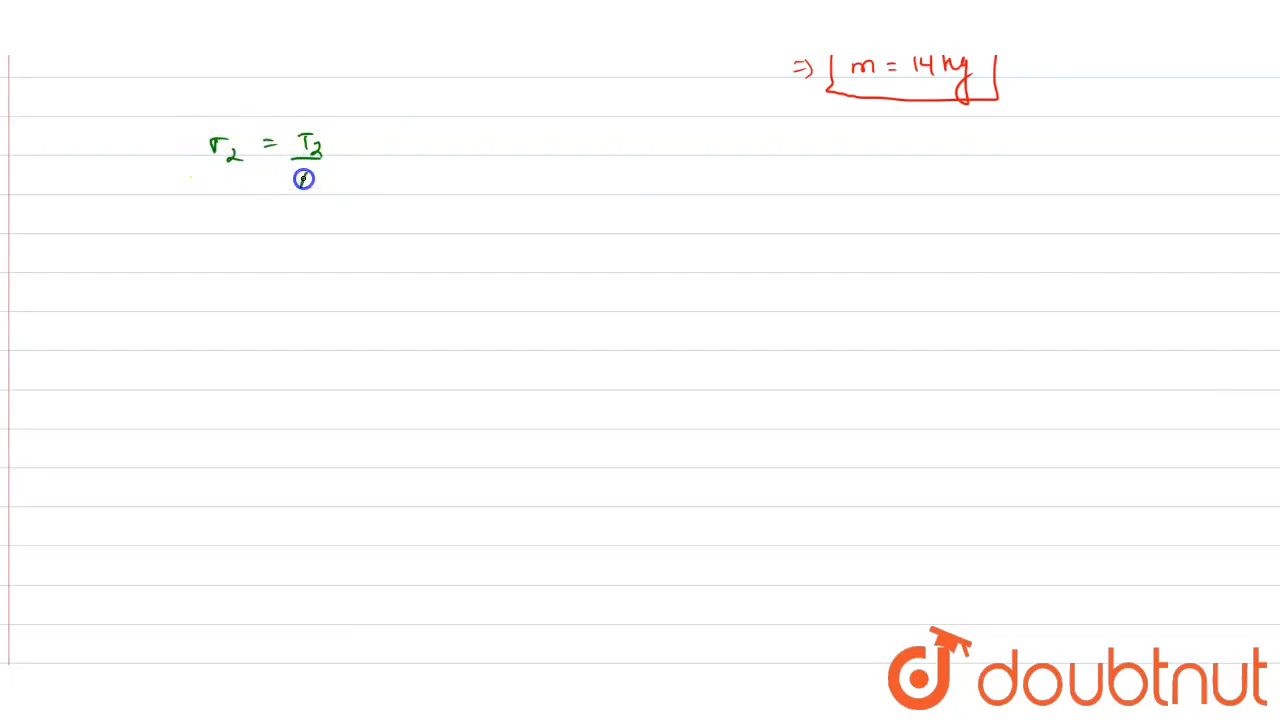 ⇒ m = 14 kg
σ₂ = T₂
doubtnut